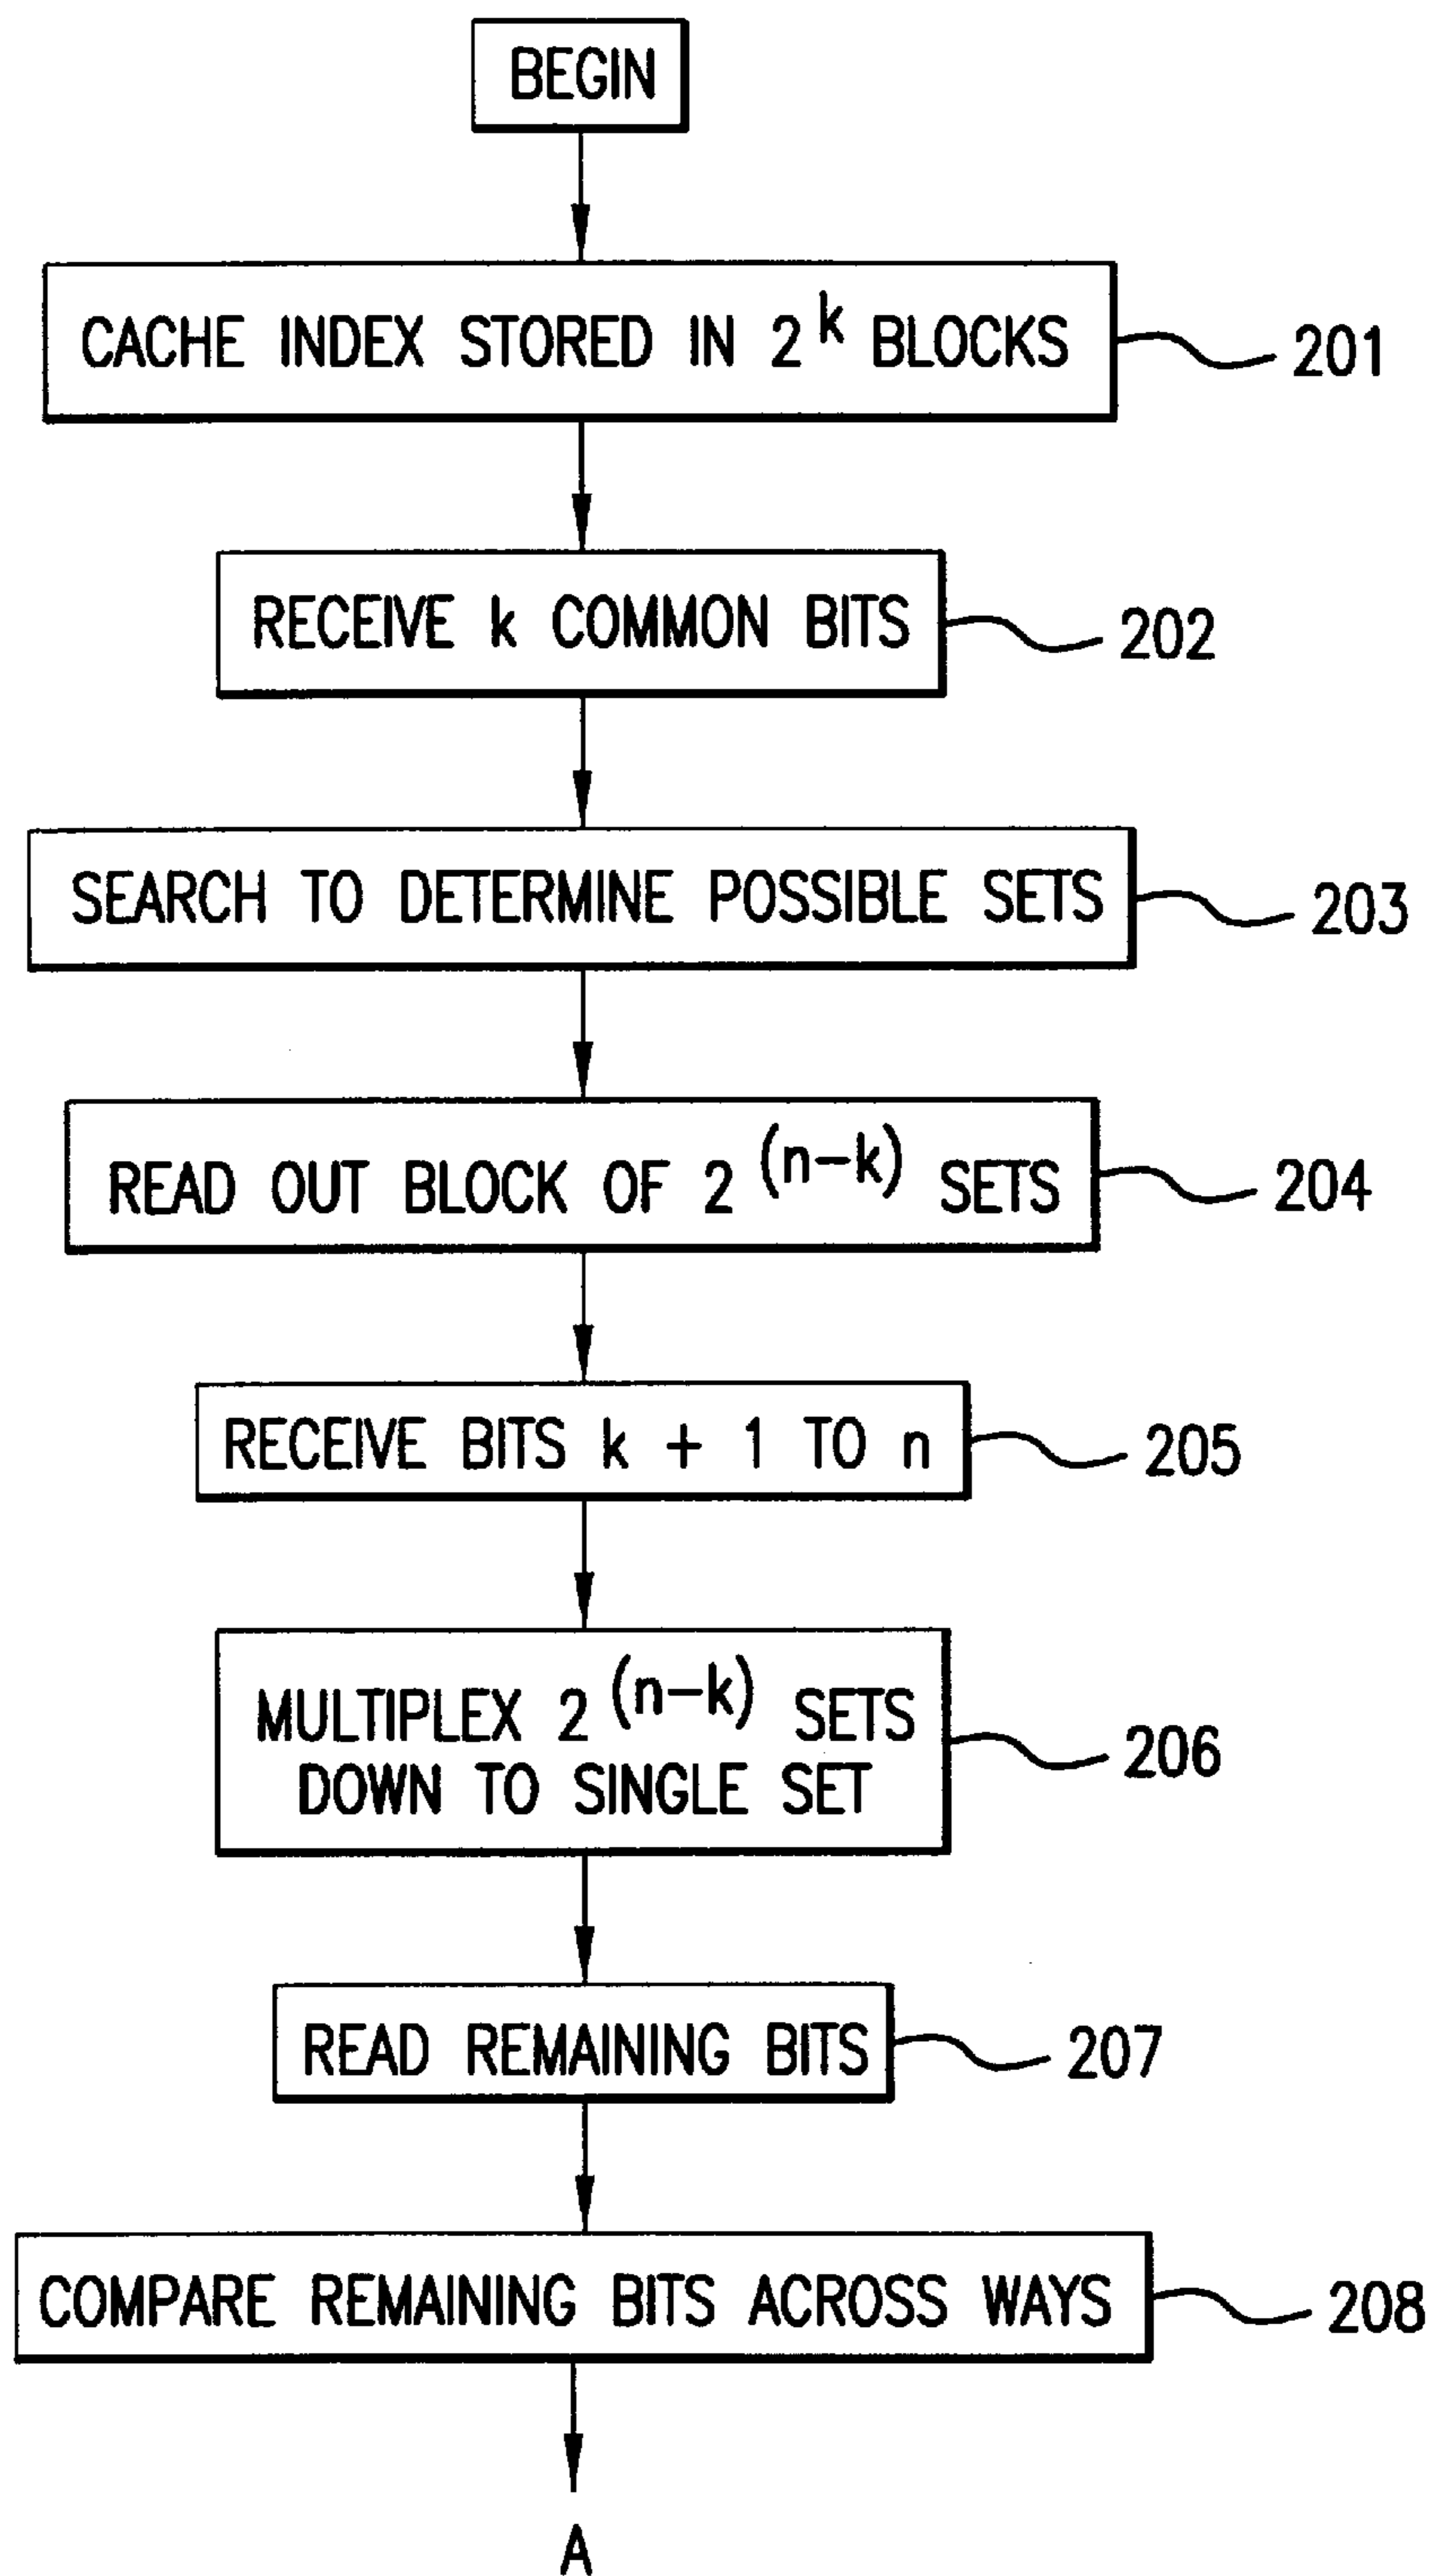 BEGIN
CACHE INDEX STORED IN 2^k BLOCKS
201
RECEIVE k COMMON BITS
202
SEARCH TO DETERMINE POSSIBLE SETS
203
READ OUT BLOCK OF 2^(n-k) SETS
204
RECEIVE BITS k + 1 TO n
205
MULTIPLEX 2^(n-k) SETS
DOWN TO SINGLE SET
206
READ REMAINING BITS
207
COMPARE REMAINING BITS ACROSS WAYS
208
A